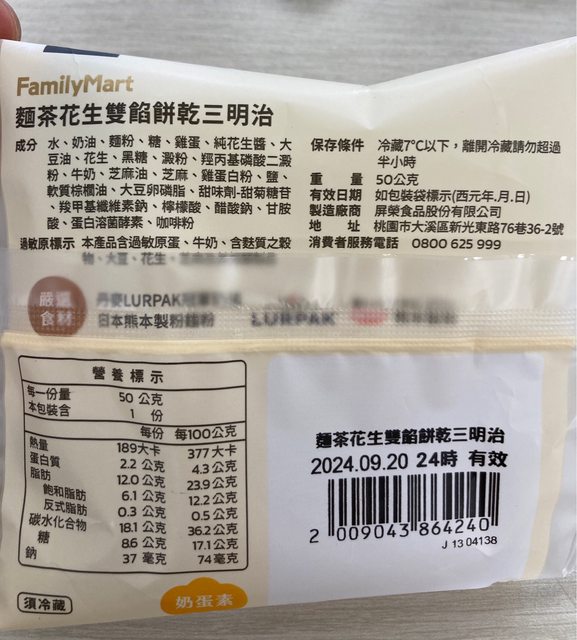 FamilyMart
麵茶花生雙餡餅乾三明治
成分 水、奶油、麵粉、糖、雞蛋、純花生醬、大
豆油、花生、黑糖、澱粉、羥丙基磷酸二澱
粉、牛奶、芝麻油、芝麻、雞蛋白粉、鹽、
軟質棕櫚油、大豆卵磷脂、甜味劑-甜菊糖苷
、羧甲基纖維素鈉、檸檬酸、醋酸鈉、甘胺
酸、蛋白溶菌酵素、咖啡粉
過敏原標示 本產品含過敏原蛋、牛奶、含麩質之穀
物、大豆、花生、
保存條件 冷藏7°C以下，離開冷藏請勿超過
半小時
重量 50公克
有效日期 如包裝袋標示(西元年.月.日)
製造廠商 屏榮食品股份有限公司
地址 桃園市大溪區新光東路76巷36-2號
消費者服務電話 0800 625 999
嚴選
食材
丹麥LURPAK
日本熊本製粉麵粉
LURPAK
營養標示
每一份量 50 公克
本包裝含 1 份
每份 每100公克
熱量 189大卡 377大卡
蛋白質 2.2 公克 4.3 公克
脂肪 12.0 公克 23.9公克
飽和脂肪 6.1 公克 12.2 公克
反式脂肪 0.3 公克 0.5 公克
碳水化合物 18.1 公克 36.2公克
糖 8.6 公克 17.1公克
鈉 37 毫克 74毫克
須冷藏
奶蛋素
麵茶花生雙餡餅乾三明治
2024.09.20 24時 有效
2 009043 864240
J 13 04138